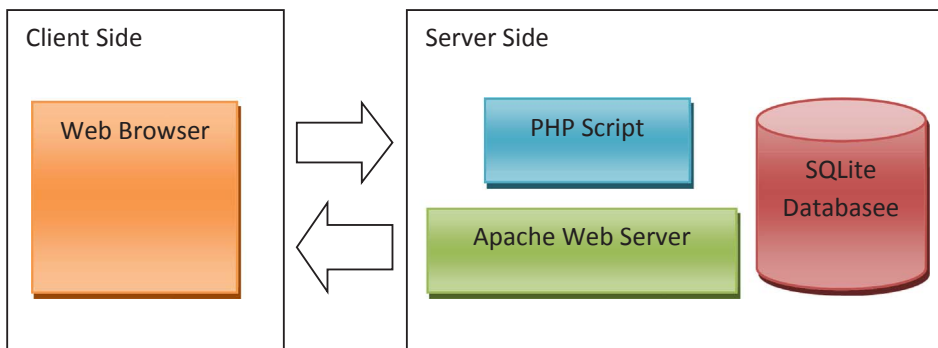 Client Side
Web Browser
Server Side
PHP Script
Apache Web Server
SQLite
Databasee